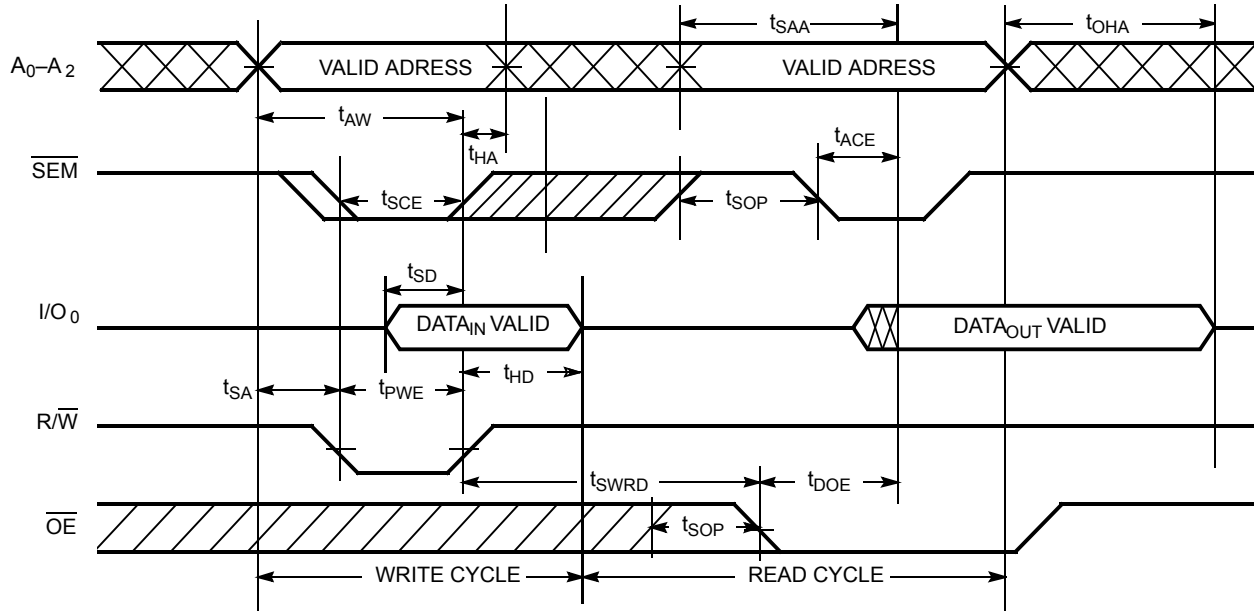 tSAA
tOHA
A0–A2
VALID ADRESS
VALID ADRESS
tAW
tHA
tACE
SEM
tSCE
tSOP
tSD
I/O0
DATAIN VALID
DATAOUT VALID
tSA
tPWE
tHD
R/W
tSWRD
tDOE
OE
tSOP
WRITE CYCLE
READ CYCLE